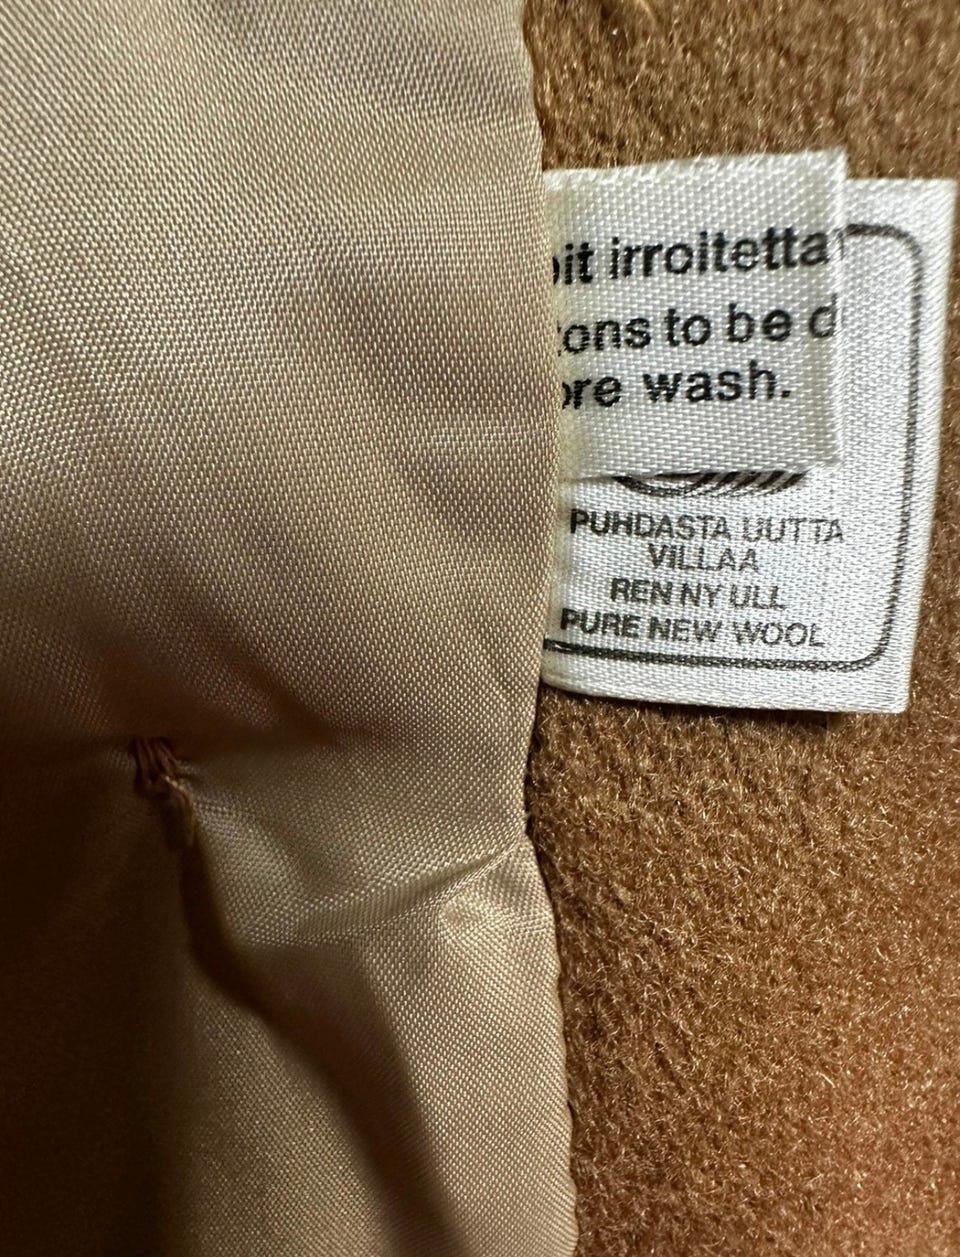 irroitetta
to be
wash.
PUHDASTA UUTTA
VILLAA
REN NY ULL
PURE NEW WOOL